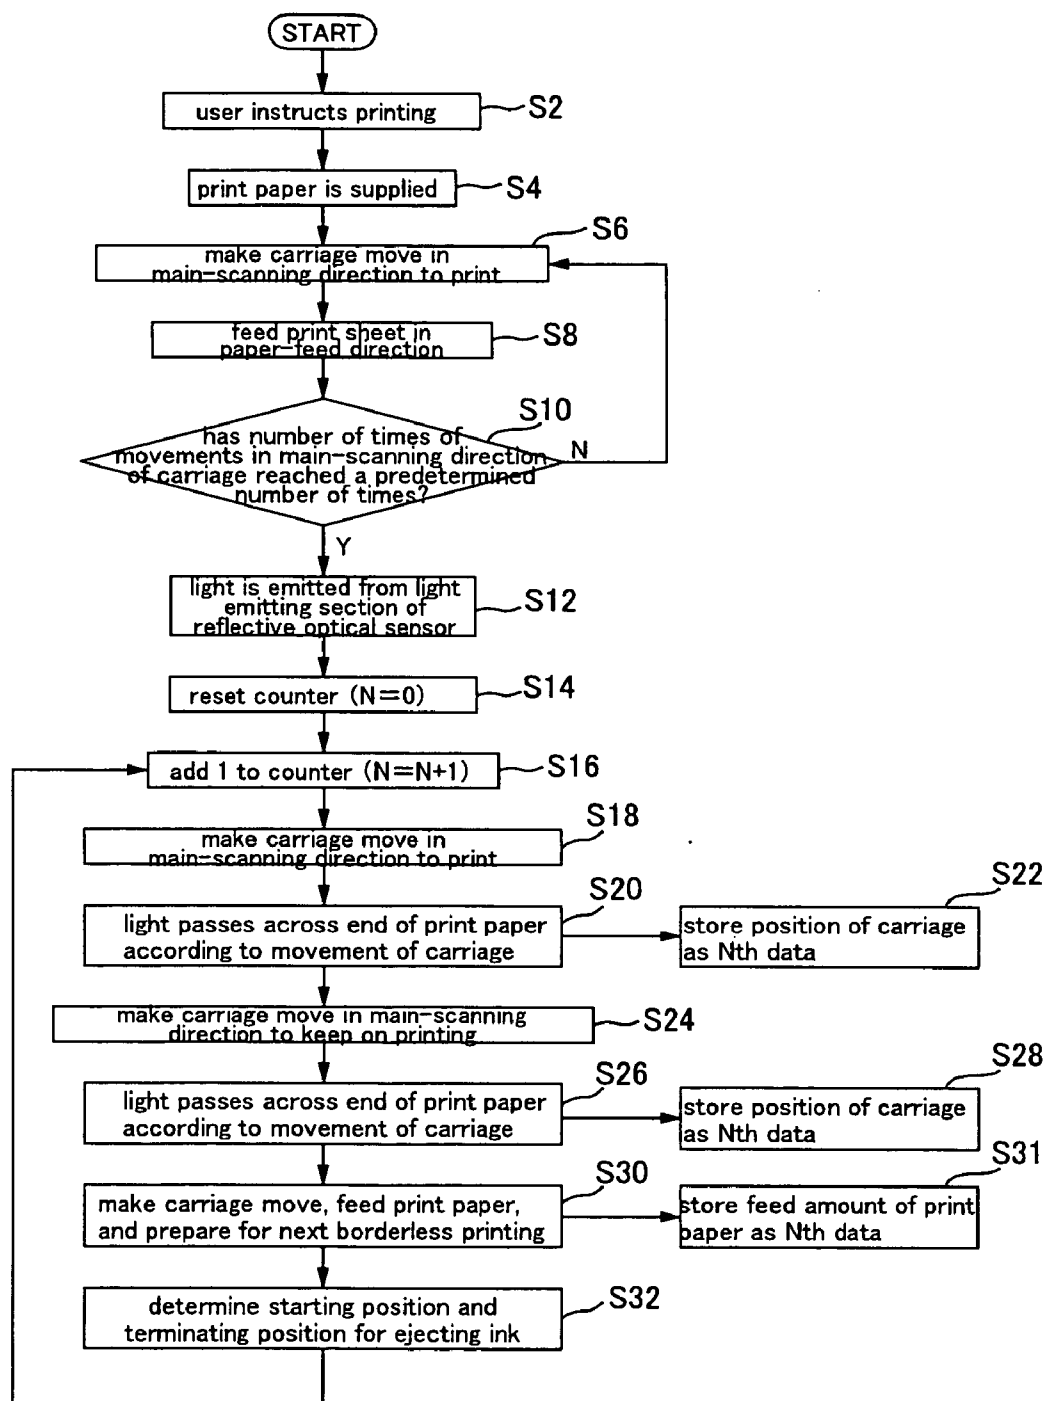 START
user instructs printing
S2
print paper is supplied
S4
S6
make carriage move in
main-scanning direction to print
feed print sheet in
paper-feed direction
S8
S10
has number of times of
movements in main-scanning direction
of carriage reached a predetermined
number of times?
N
Y
light is emitted from light
emitting section of
reflective optical sensor
S12
reset counter (N=0)
S14
add 1 to counter (N=N+1)
S16
S18
make carriage move in
main-scanning direction to print
S20
light passes across end of print paper
according to movement of carriage
S22
store position of carriage
as Nth data
make carriage move in main-scanning
direction to keep on printing
S24
S26
light passes across end of print paper
according to movement of carriage
S28
store position of carriage
as Nth data
S30
make carriage move, feed print paper,
and prepare for next borderless printing
S31
store feed amount of print
paper as Nth data
determine starting position and
terminating position for ejecting ink
S32